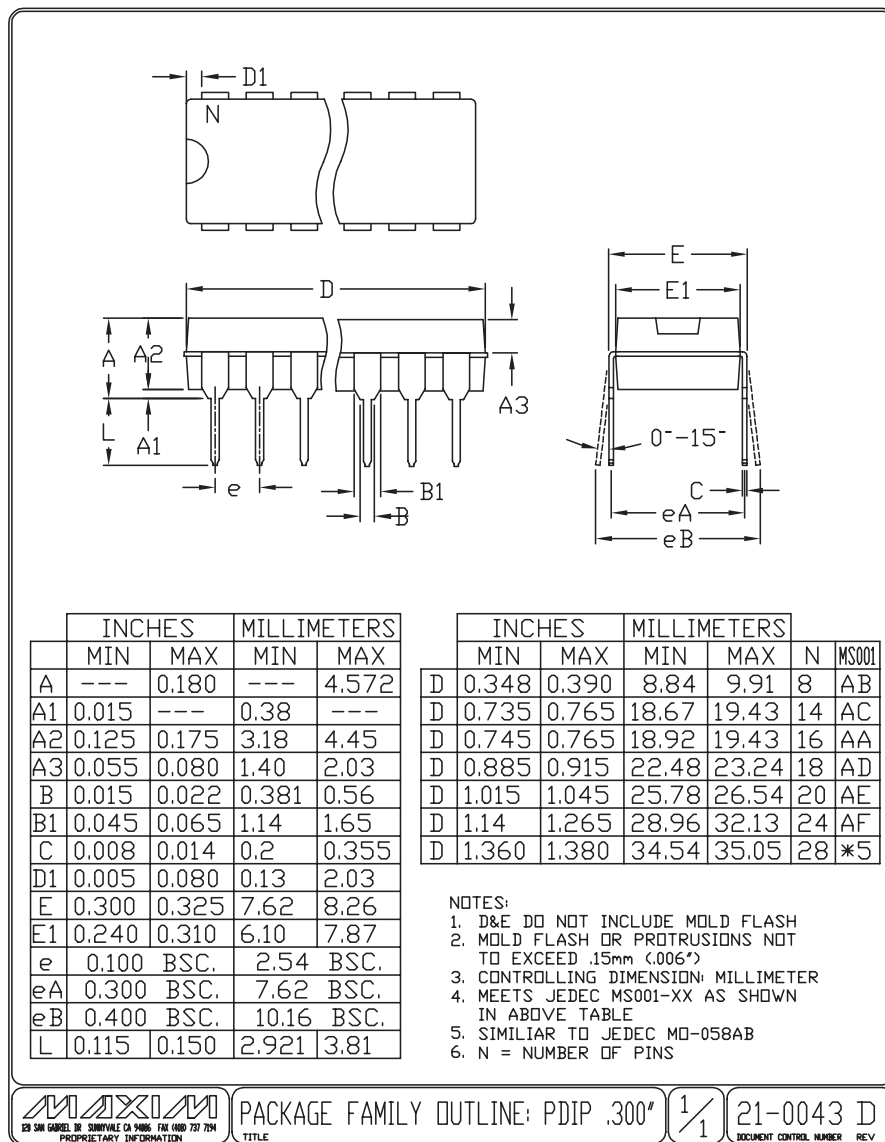 D1
N
E
D
E1
A
A2
A3
L
A1
0°-15°
e
B1
C
B
eA
eB
INCHES MILLIMETERS
MIN MAX MIN MAX
A --- 0.180 --- 4.572
A1 0.015 --- 0.38 ---
A2 0.125 0.175 3.18 4.45
A3 0.055 0.080 1.40 2.03
B 0.015 0.022 0.381 0.56
B1 0.045 0.065 1.14 1.65
C 0.008 0.014 0.2 0.355
D1 0.005 0.080 0.13 2.03
E 0.300 0.325 7.62 8.26
E1 0.240 0.310 6.10 7.87
e 0.100 BSC. 2.54 BSC.
eA 0.300 BSC. 7.62 BSC.
eB 0.400 BSC. 10.16 BSC.
L 0.115 0.150 2.921 3.81
INCHES MILLIMETERS
MIN MAX MIN MAX N MS001
D 0.348 0.390 8.84 9.91 8 AB
D 0.735 0.765 18.67 19.43 14 AC
D 0.745 0.765 18.92 19.43 16 AA
D 0.885 0.915 22.48 23.24 18 AD
D 1.015 1.045 25.78 26.54 20 AE
D 1.14 1.265 28.96 32.13 24 AF
D 1.360 1.380 34.54 35.05 28 *5
NOTES:
1. D&E DO NOT INCLUDE MOLD FLASH
2. MOLD FLASH OR PROTRUSIONS NOT
TO EXCEED .15mm (.006")
3. CONTROLLING DIMENSION: MILLIMETER
4. MEETS JEDEC MS001-XX AS SHOWN
IN ABOVE TABLE
5. SIMILIAR TO JEDEC MO-058AB
6. N = NUMBER OF PINS
MAXIM
120 SAN GABRIEL DR SUNNYVALE CA 94086 FAX (408) 737 7194
PROPRIETARY INFORMATION
PACKAGE FAMILY OUTLINE: PDIP .300"
TITLE
1/1
21-0043 D
DOCUMENT CONTROL NUMBER REV